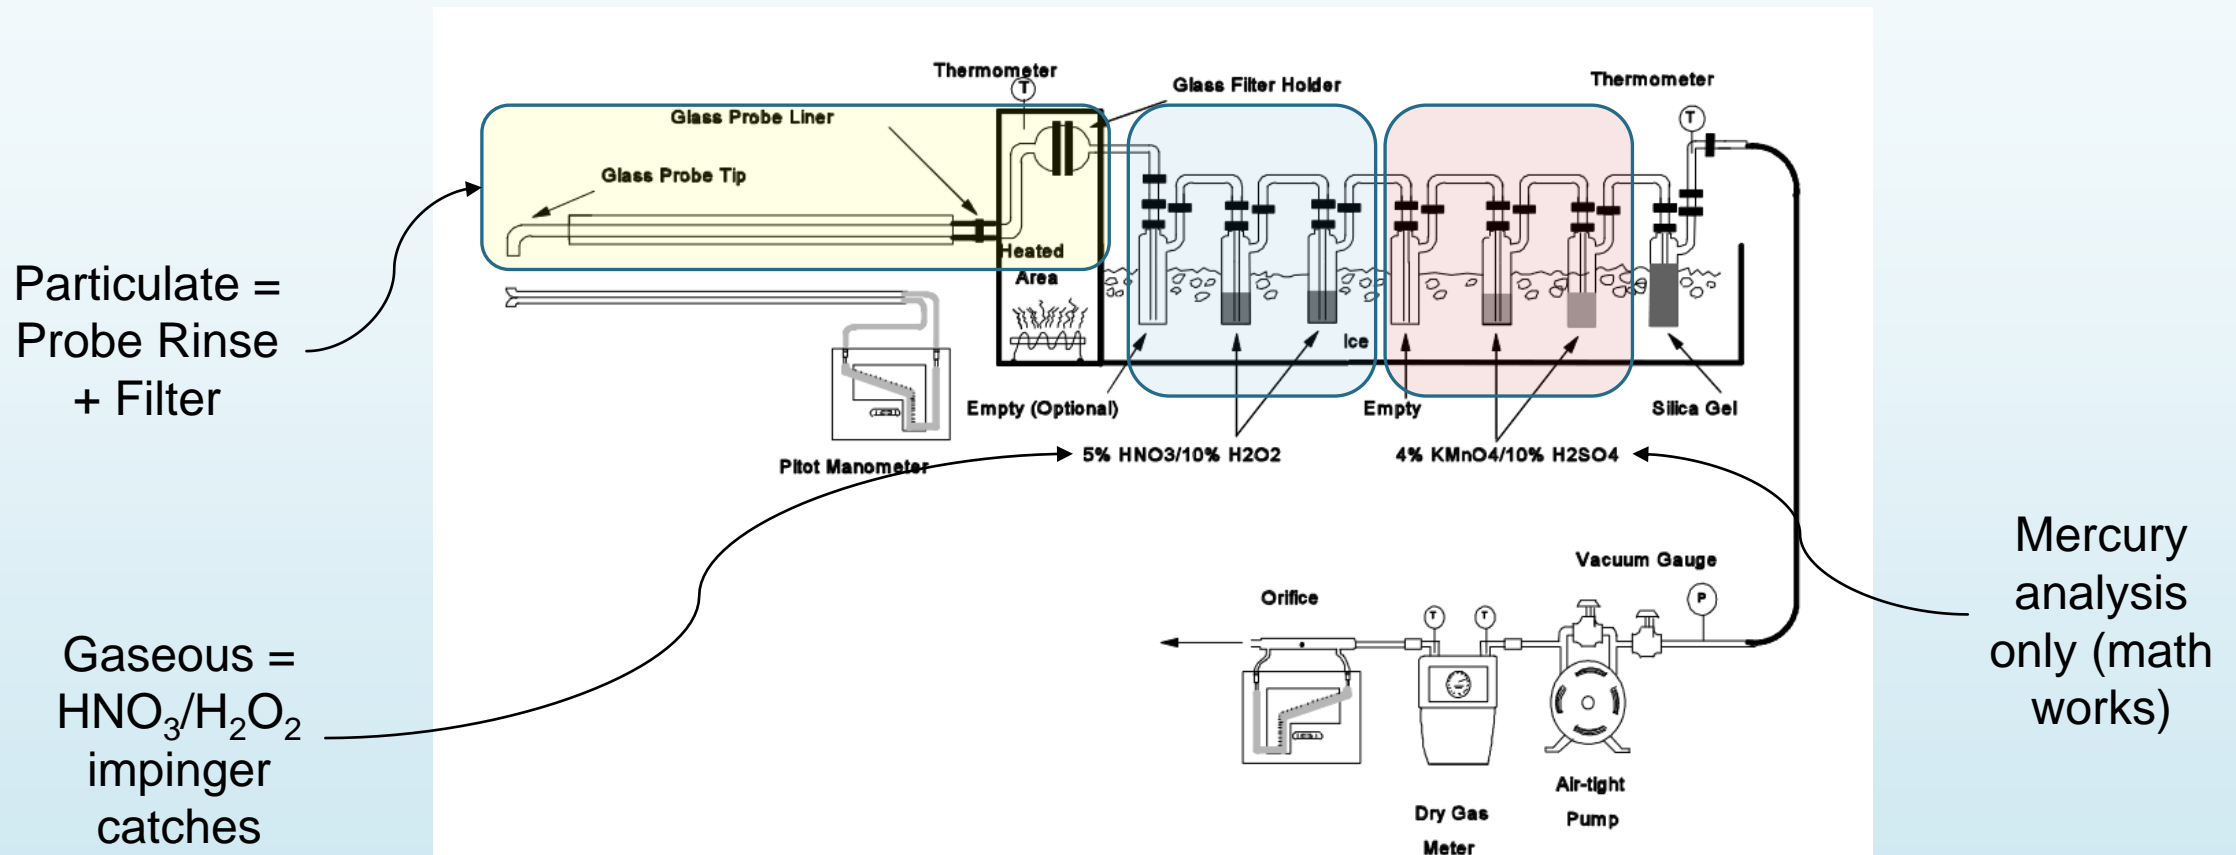 Thermometer
T
Glass Filter Holder
Thermometer
T
Glass Probe Liner
Glass Probe Tip
Heated
Area
Ice
Particulate =
Probe Rinse
+ Filter
Empty (Optional)
Empty
Silica Gel
5% HNO3/10% H2O2
4% KMnO4/10% H2SO4
Pitot Manometer
Gaseous =
HNO₃/H₂O₂
impinger
catches
Mercury
analysis
only (math
works)
Vacuum Gauge
P
Orifice
T
T
Air-tight
Pump
Dry Gas
Meter